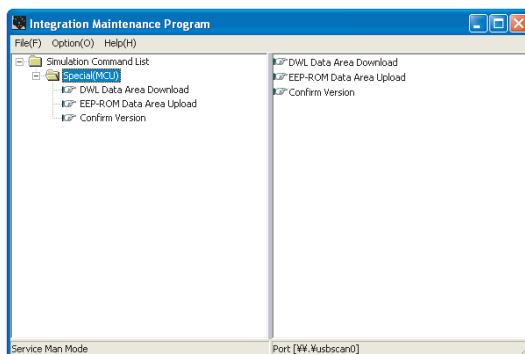 Integration Maintenance Program
File(F) Option(O) Help(H)
Simulation Command List
Special(MCU)
DWL Data Area Download
EEP-ROM Data Area Upload
Confirm Version
DWL Data Area Download
EEP-ROM Data Area Upload
Confirm Version
Service Man Mode
Port [¥¥.¥usbscan0]